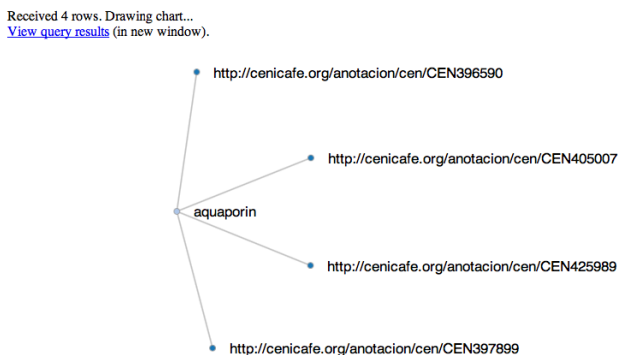 Received 4 rows. Drawing chart...
View query results (in new window).
http://cenicafe.org/anotacion/cen/CEN396590
http://cenicafe.org/anotacion/cen/CEN405007
aquaporin
http://cenicafe.org/anotacion/cen/CEN425989
http://cenicafe.org/anotacion/cen/CEN397899